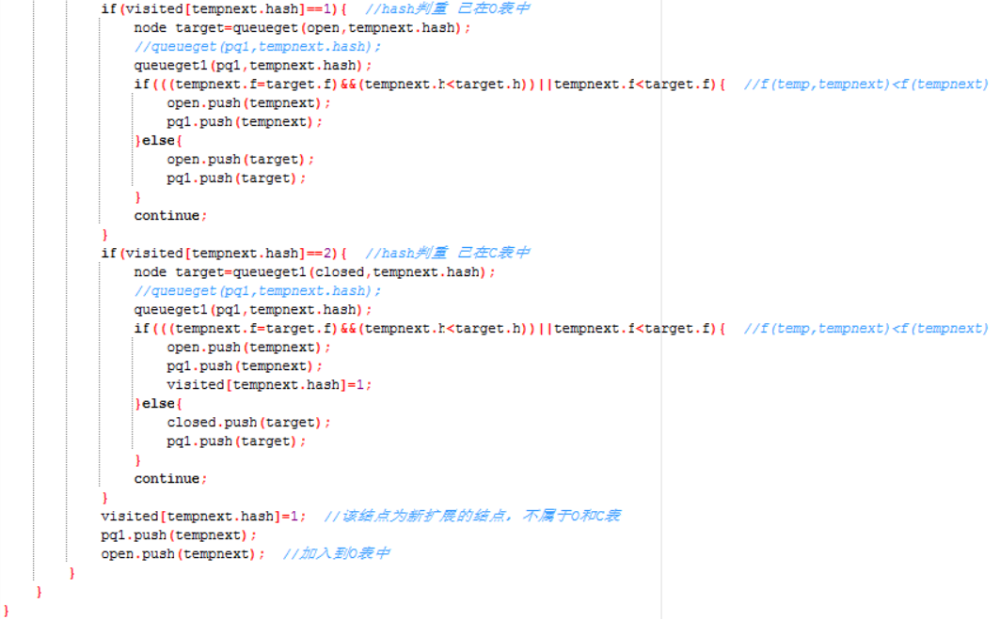 if(visited[tempnext.hash]==1){  //hash判重 已在O表中
node target=queueget(open,tempnext.hash);
//queueget(pq1,tempnext.hash);
queueget1(pq1,tempnext.hash);
if(((tempnext.f=target.f)&&(tempnext.h<target.h))||tempnext.f<target.f){  //f(temp,tempnext)<f(tempnext)
open.push(tempnext);
pq1.push(tempnext);
}else{
open.push(target);
pq1.push(target);
}
continue;
}
if(visited[tempnext.hash]==2){  //hash判重 已在C表中
node target=queueget1(closed,tempnext.hash);
//queueget(pq1,tempnext.hash);
queueget1(pq1,tempnext.hash);
if(((tempnext.f=target.f)&&(tempnext.h<target.h))||tempnext.f<target.f){  //f(temp,tempnext)<f(tempnext)
open.push(tempnext);
pq1.push(tempnext);
visited[tempnext.hash]=1;
}else{
closed.push(target);
pq1.push(target);
}
continue;
}
visited[tempnext.hash]=1;  //该结点为新扩展的结点，不属于O和C表
pq1.push(tempnext);
open.push(tempnext);  //加入到O表中
}
}
}